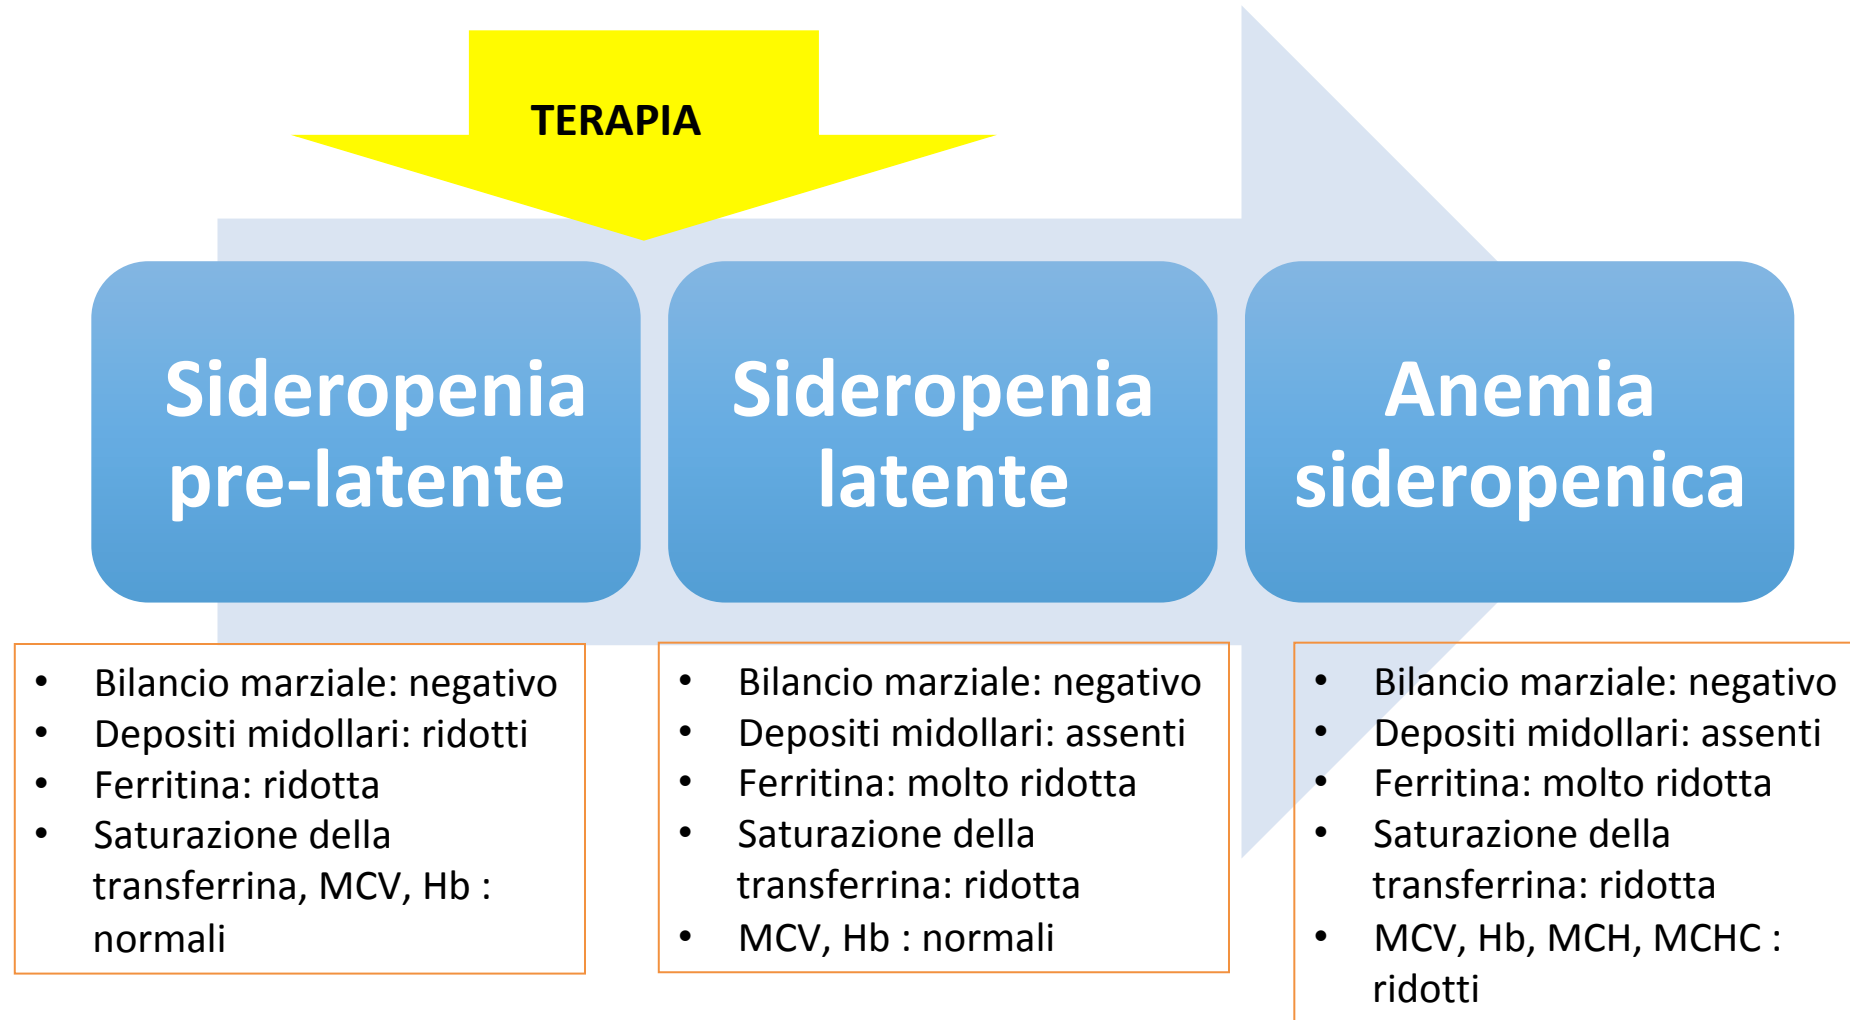 TERAPIA
Sideropenia
pre-latente
Sideropenia
latente
Anemia
sideropenica
• Bilancio marziale: negativo
• Depositi midollari: ridotti
• Ferritina: ridotta
• Saturazione della
transferrina, MCV, Hb :
normali
• Bilancio marziale: negativo
• Depositi midollari: assenti
• Ferritina: molto ridotta
• Saturazione della
transferrina: ridotta
• MCV, Hb : normali
• Bilancio marziale: negativo
• Depositi midollari: assenti
• Ferritina: molto ridotta
• Saturazione della
transferrina: ridotta
• MCV, Hb, MCH, MCHC :
ridotti